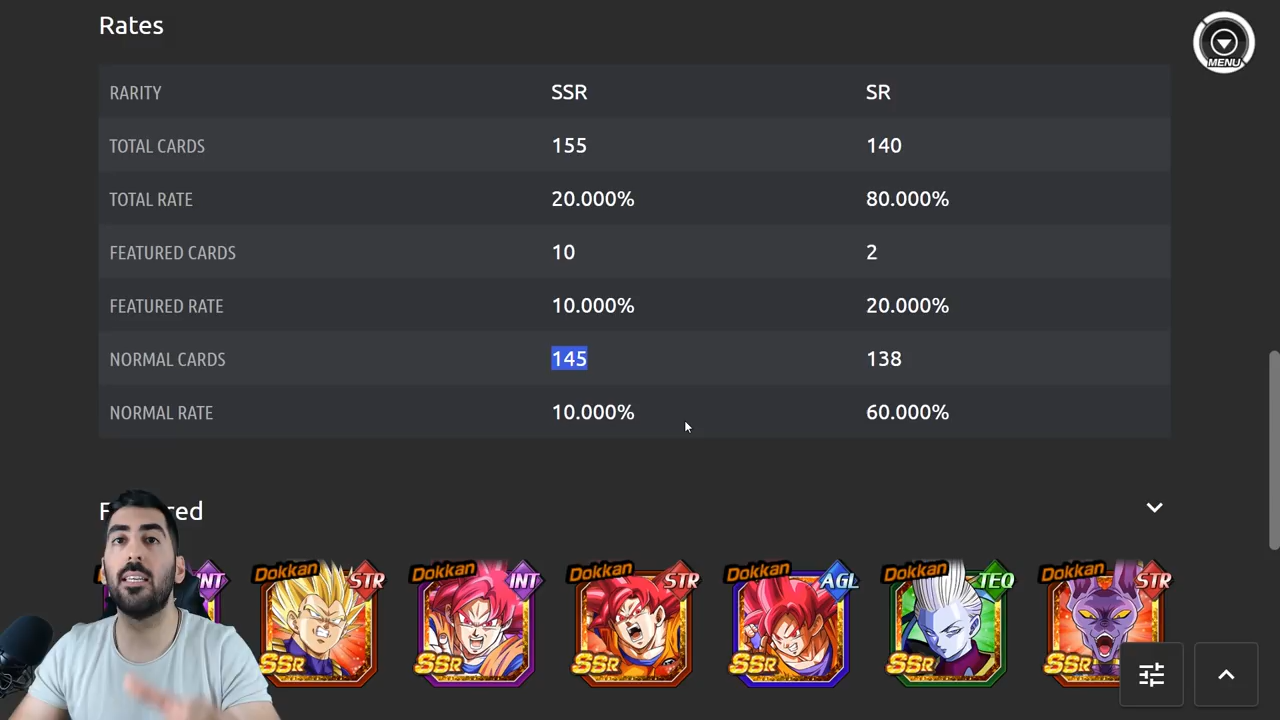 Rates
MENU
RARITY SSR SR
TOTAL CARDS 155 140
TOTAL RATE 20.000% 80.000%
FEATURED CARDS 10 2
FEATURED RATE 10.000% 20.000%
NORMAL CARDS 145 138
NORMAL RATE 10.000% 60.000%
F red
NT Dokkan STR Dokkan INT Dokkan STR Dokkan AGL Dokkan TEQ Dokkan STR
SSR SSR SSR SSR SSR SSR